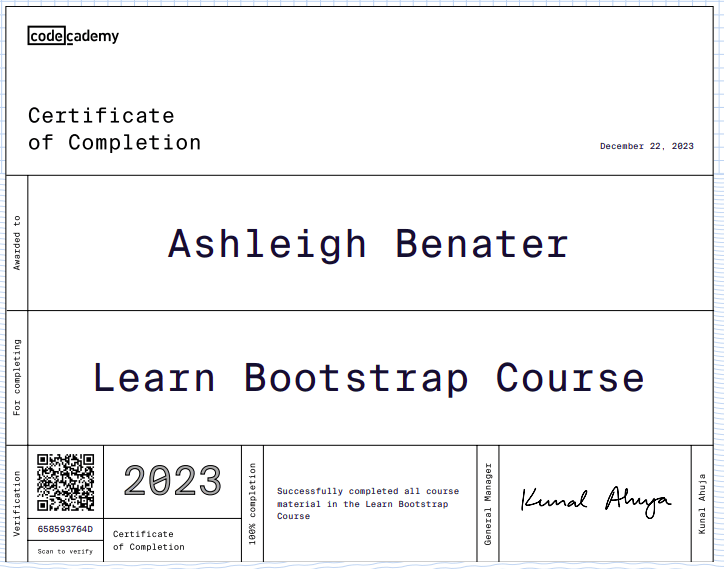 codecademy
Certificate
of Completion
December 22, 2023
Awarded to
Ashleigh Benater
For completing
Learn Bootstrap Course
Verification
658593764D
Scan to verify
2023
Certificate
of Completion
100% completion
Successfully completed all course
material in the Learn Bootstrap
Course
General Manager
Kunal Ahuja
Kunal Ahuja